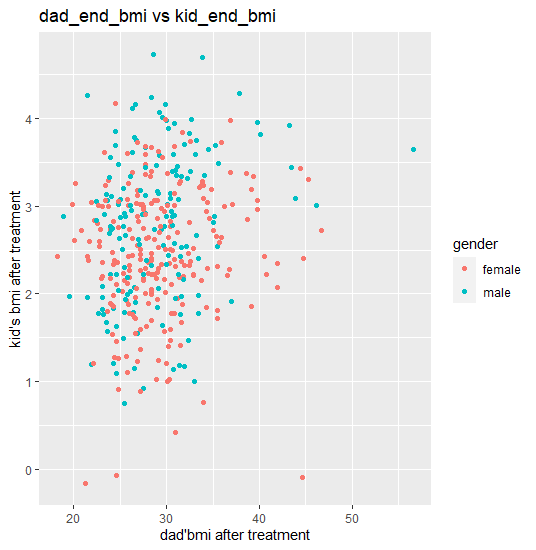 dad_end_bmi vs kid_end_bmi
kid's bmi after treatment
4
3
2
1
0
20 30 40 50
dad'bmi after treatment
gender
female
male